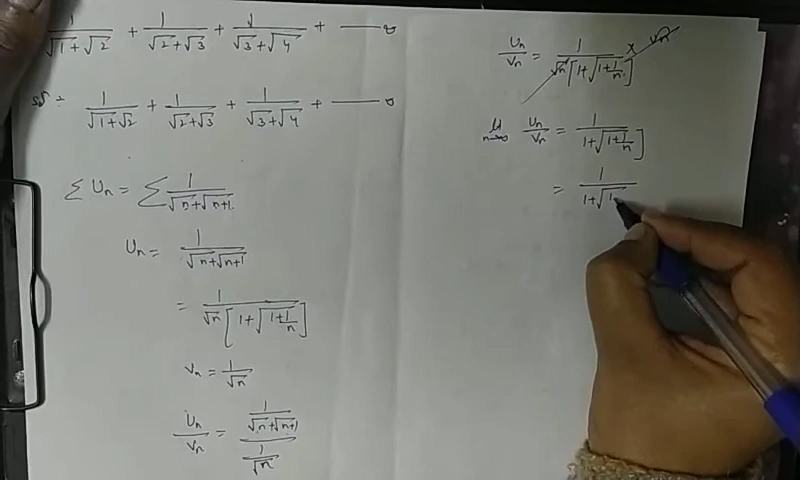 1/(√1+√2) + 1/(√2+√3) + 1/(√3+√4) + —— ∞
sol ÷ 1/(√1+√2) + 1/(√2+√3) + 1/(√3+√4) + —— ∞
∑ Un = ∑ 1/(√n+√n+1)
Un = 1/(√n+√n+1)
= 1/(√n[1+√(1+1/n)])
Vn = 1/√n
Un/Vn = (1/(√n+√n+1))/(1/√n)
Un/Vn = 1/(√n[1+√(1+1/n)]) × √n
lt n→∞ Un/Vn = 1/(1+√(1+1/n)]
= 1/(1+√1